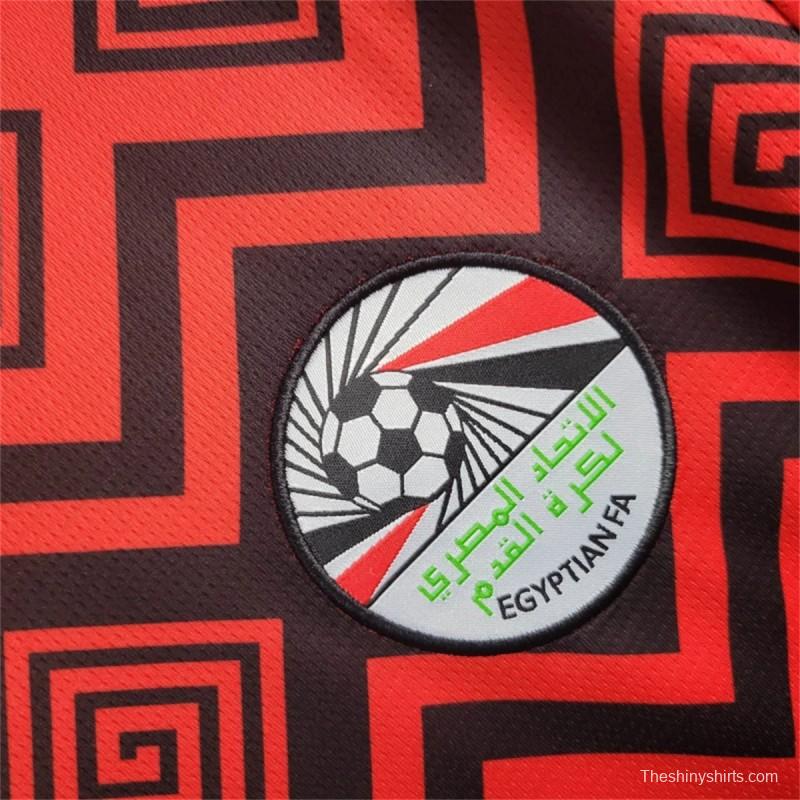 الاتحاد المصري
لكرة القدم
EGYPTIAN FA
Theshinyshirts.com